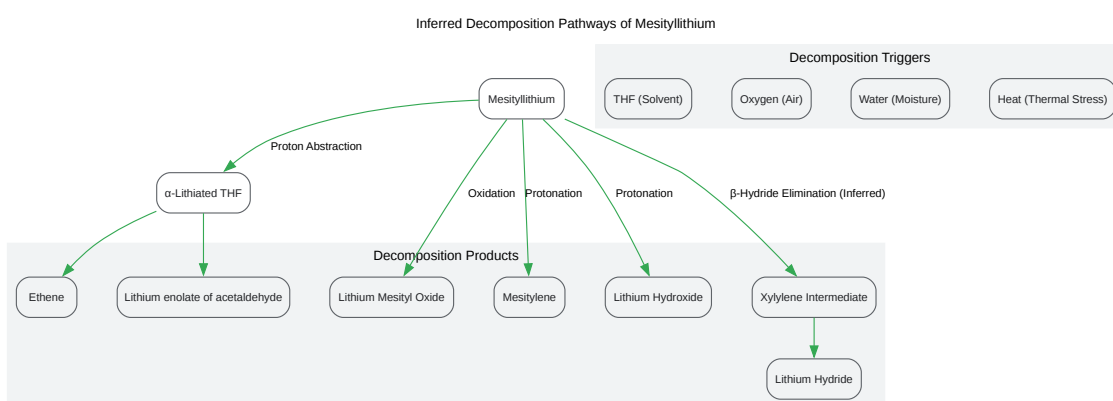 Inferred Decomposition Pathways of Mesityllithium
Decomposition Triggers
Mesityllithium
THF (Solvent)
Oxygen (Air)
Water (Moisture)
Heat (Thermal Stress)
Proton Abstraction
α-Lithiated THF
Oxidation
Protonation
Protonation
β-Hydride Elimination (Inferred)
Decomposition Products
Ethene
Lithium enolate of acetaldehyde
Lithium Mesityl Oxide
Mesitylene
Lithium Hydroxide
Xylylene Intermediate
Lithium Hydride